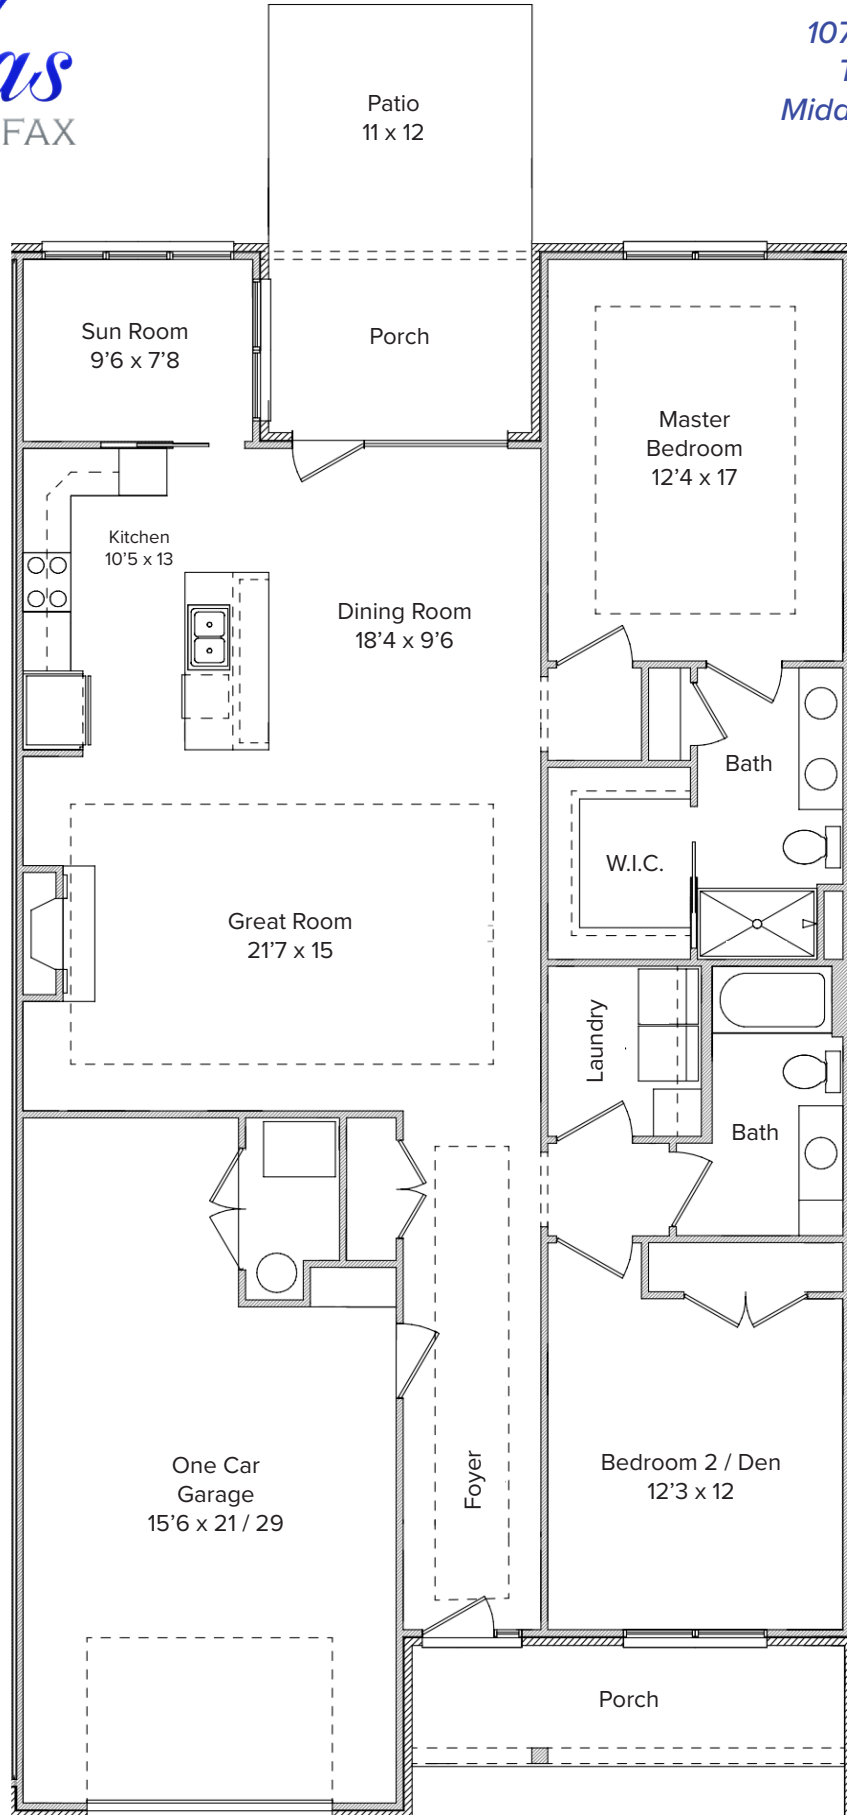 FAX
107
Patio
11 x 12
Sun Room
9'6 x 7'8
Porch
Master
Bedroom
12'4 x 17
Kitchen
10'5 x 13
Dining Room
18'4 x 9'6
Bath
W.I.C.
Great Room
21'7 x 15
Laundry
Bath
One Car
Garage
15'6 x 21 / 29
Foyer
Bedroom 2 / Den
12'3 x 12
Porch